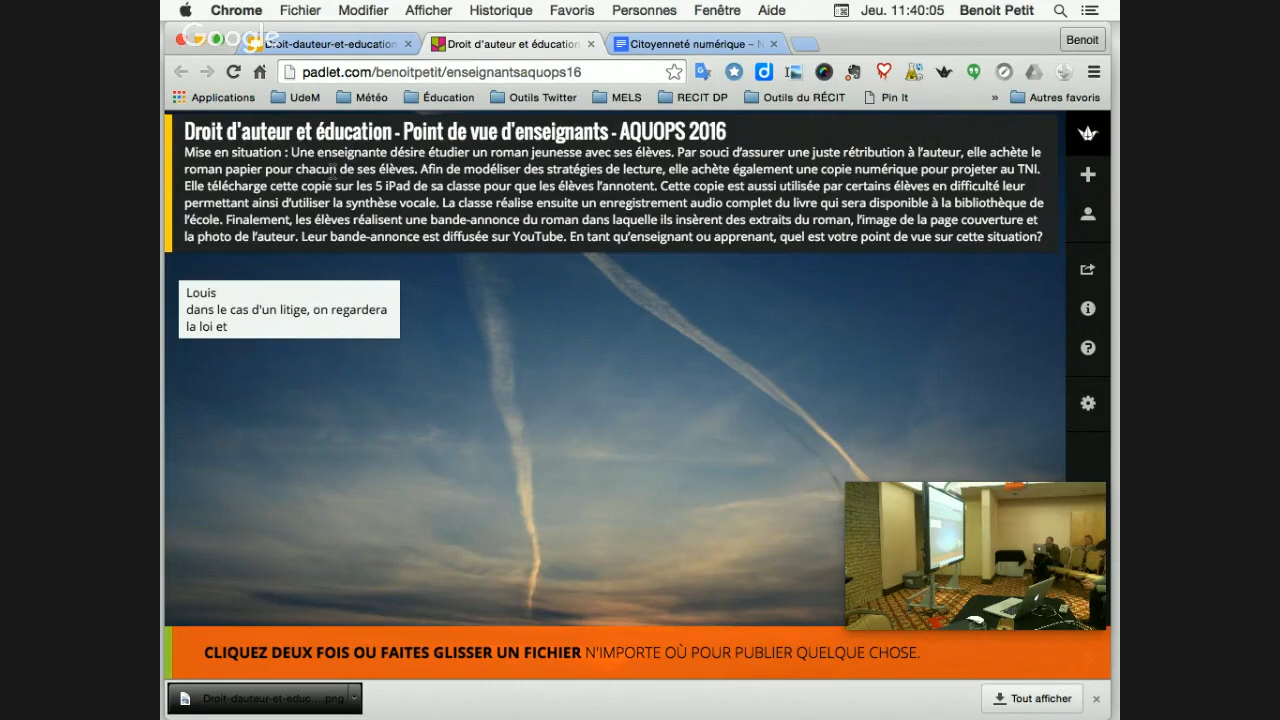 Chrome Fichier Modifier Afficher Historique Favoris Personnes Fenêtre Aide Jeu. 11:40:05 Benoit Petit
Google
Droit-dauteur-et-education Droit d'auteur et éducation Citoyenneté numérique – Benoit
padlet.com/benoitpetit/enseignantsaquops16
Applications UdeM Météo Éducation Outils Twitter MELS RECIT DP Outils du RÉCIT Pin It » Autres favoris
Droit d'auteur et éducation - Point de vue d'enseignants - AQUOPS 2016
Mise en situation : Une enseignante désire étudier un roman jeunesse avec ses élèves. Par souci d'assurer une juste rétribution à l'auteur, elle achète le
roman papier pour chacun de ses élèves. Afin de modéliser des stratégies de lecture, elle achète également une copie numérique pour projeter au TNI.
Elle télécharge cette copie sur les 5 iPad de sa classe pour que les élèves l'annotent. Cette copie est aussi utilisée par certains élèves en difficulté leur
permettant ainsi d'utiliser la synthèse vocale. La classe réalise ensuite un enregistrement audio complet du livre qui sera disponible à la bibliothèque de
l'école. Finalement, les élèves réalisent une bande-annonce du roman dans laquelle ils insèrent des extraits du roman, l'image de la page couverture et
la photo de l'auteur. Leur bande-annonce est diffusée sur YouTube. En tant qu'enseignant ou apprenant, quel est votre point de vue sur cette situation?
Louis
dans le cas d'un litige, on regardera
la loi et
CLIQUEZ DEUX FOIS OU FAITES GLISSER UN FICHIER N'IMPORTE OÙ POUR PUBLIER QUELQUE CHOSE.
Droit-dauteur-et-educ....png Tout afficher